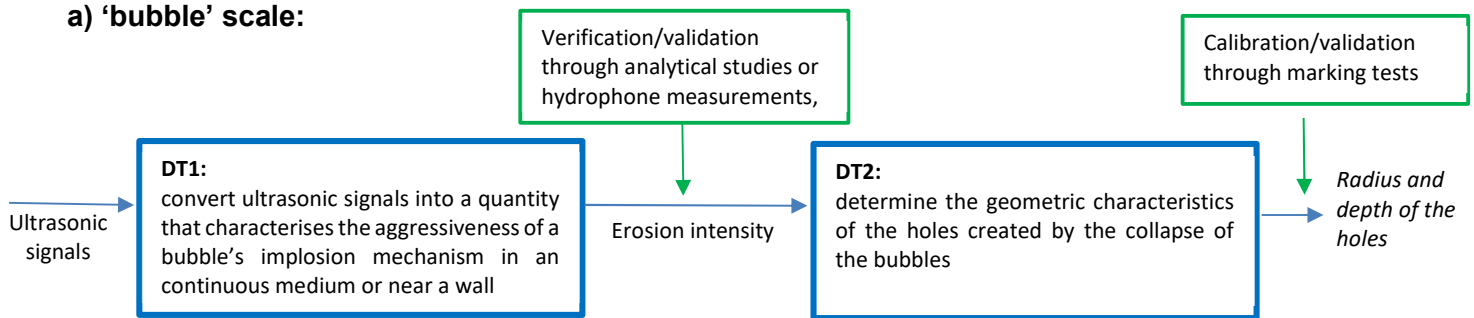 a) ‘bubble’ scale:
Verification/validation
through analytical studies or
hydrophone measurements,
Calibration/validation
through marking tests
Ultrasonic
signals
DT1:
convert ultrasonic signals into a quantity
that characterises the aggressiveness of a
bubble’s implosion mechanism in an
continuous medium or near a wall
Erosion intensity
DT2:
determine the geometric characteristics
of the holes created by the collapse of
the bubbles
Radius and
depth of the
holes